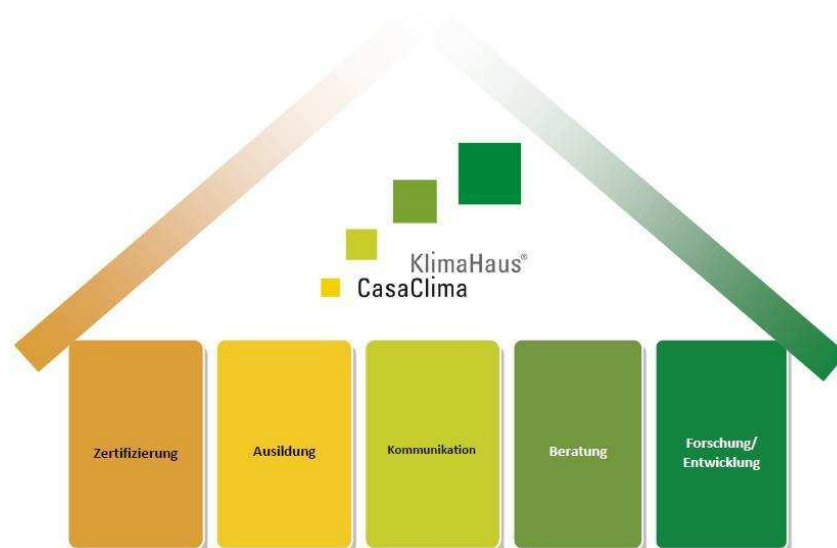 KlimaHaus®
CasaClima
Zertifizierung
Ausildung
Kommunikation
Beratung
Forschung/
Entwicklung